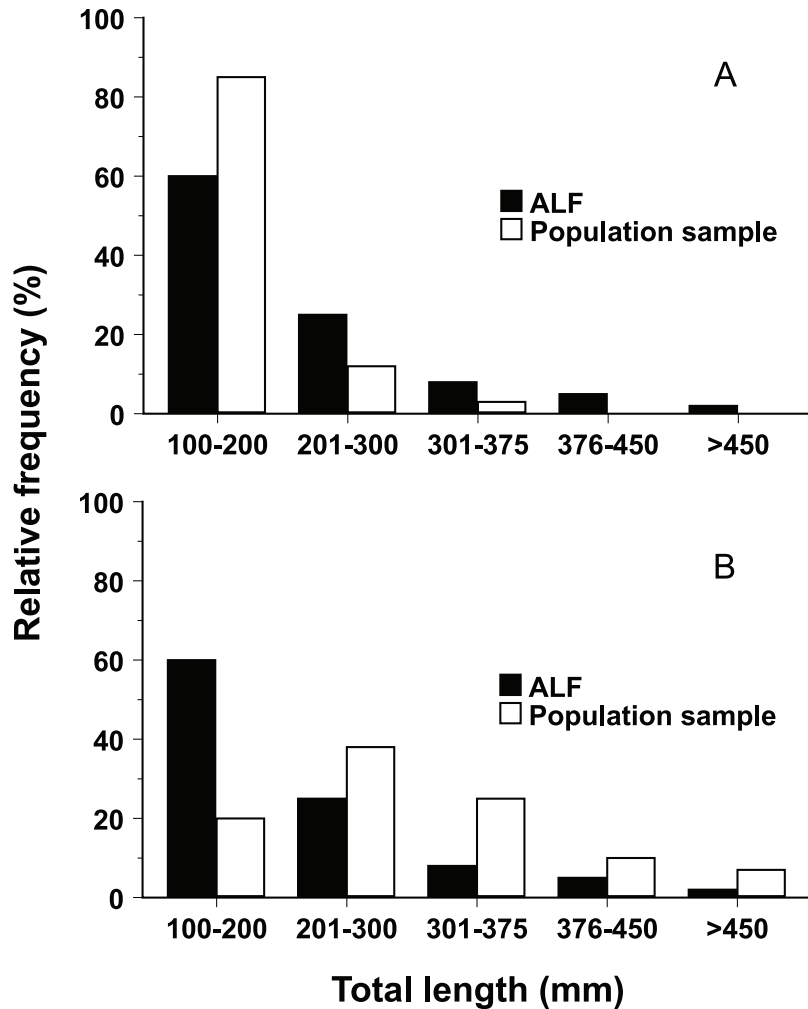 Relative frequency (%)
100
80
60
40
20
0
A
ALF
Population sample
100-200 201-300 301-375 376-450 >450
100
80
60
40
20
0
B
ALF
Population sample
100-200 201-300 301-375 376-450 >450
Total length (mm)